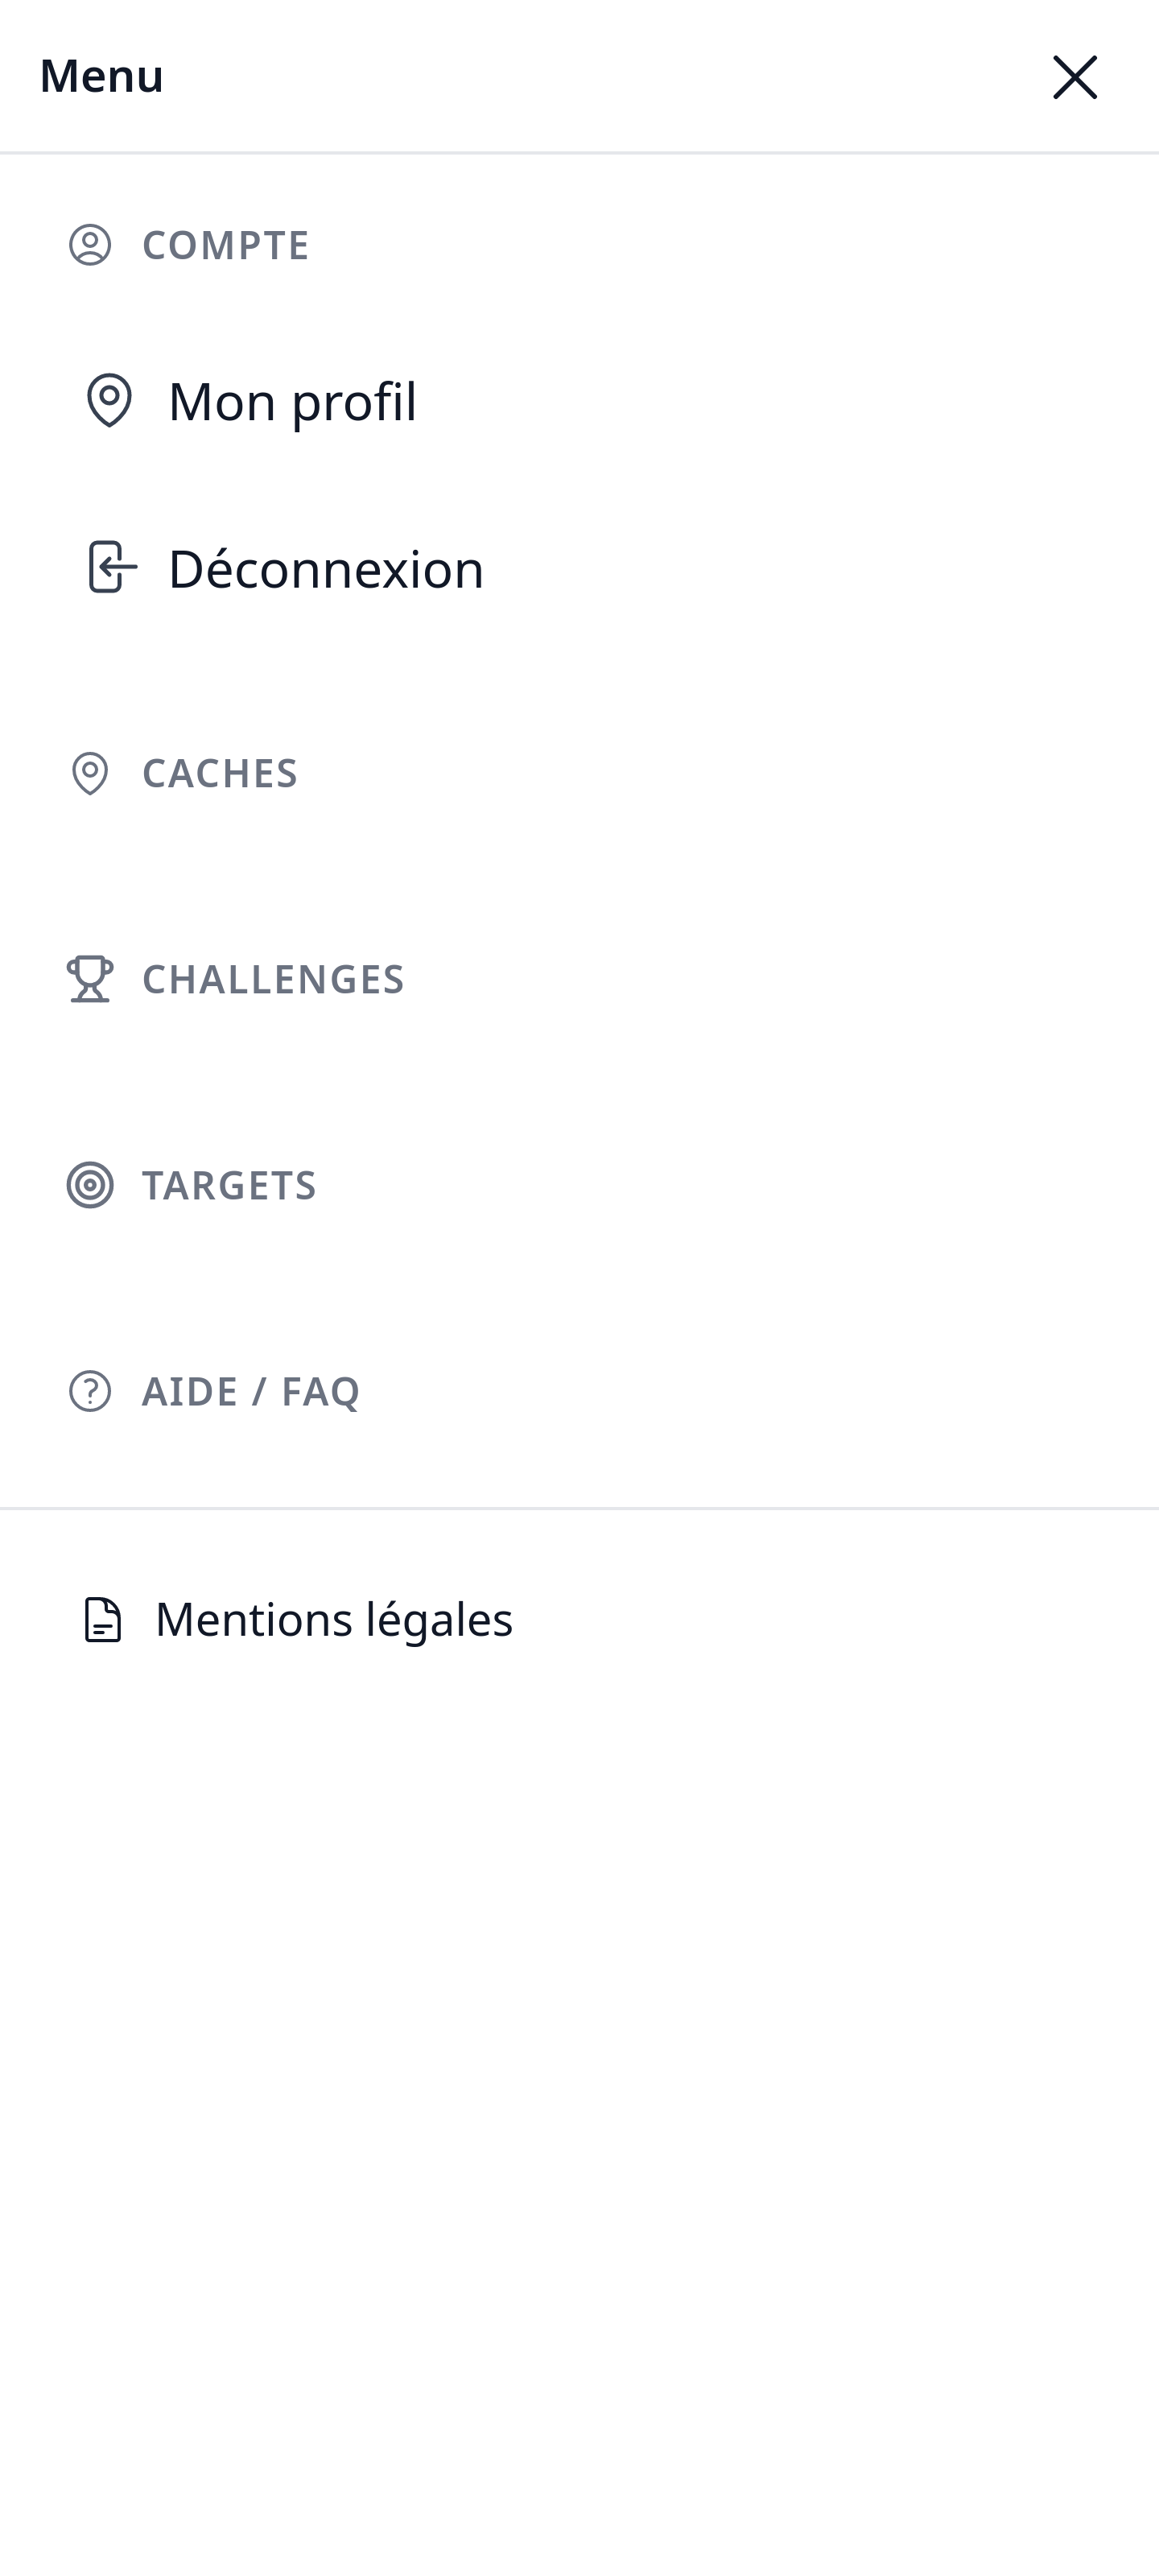 Menu
COMPTE
Mon profil
Déconnexion
CACHES
CHALLENGES
TARGETS
AIDE / FAQ
Mentions légales